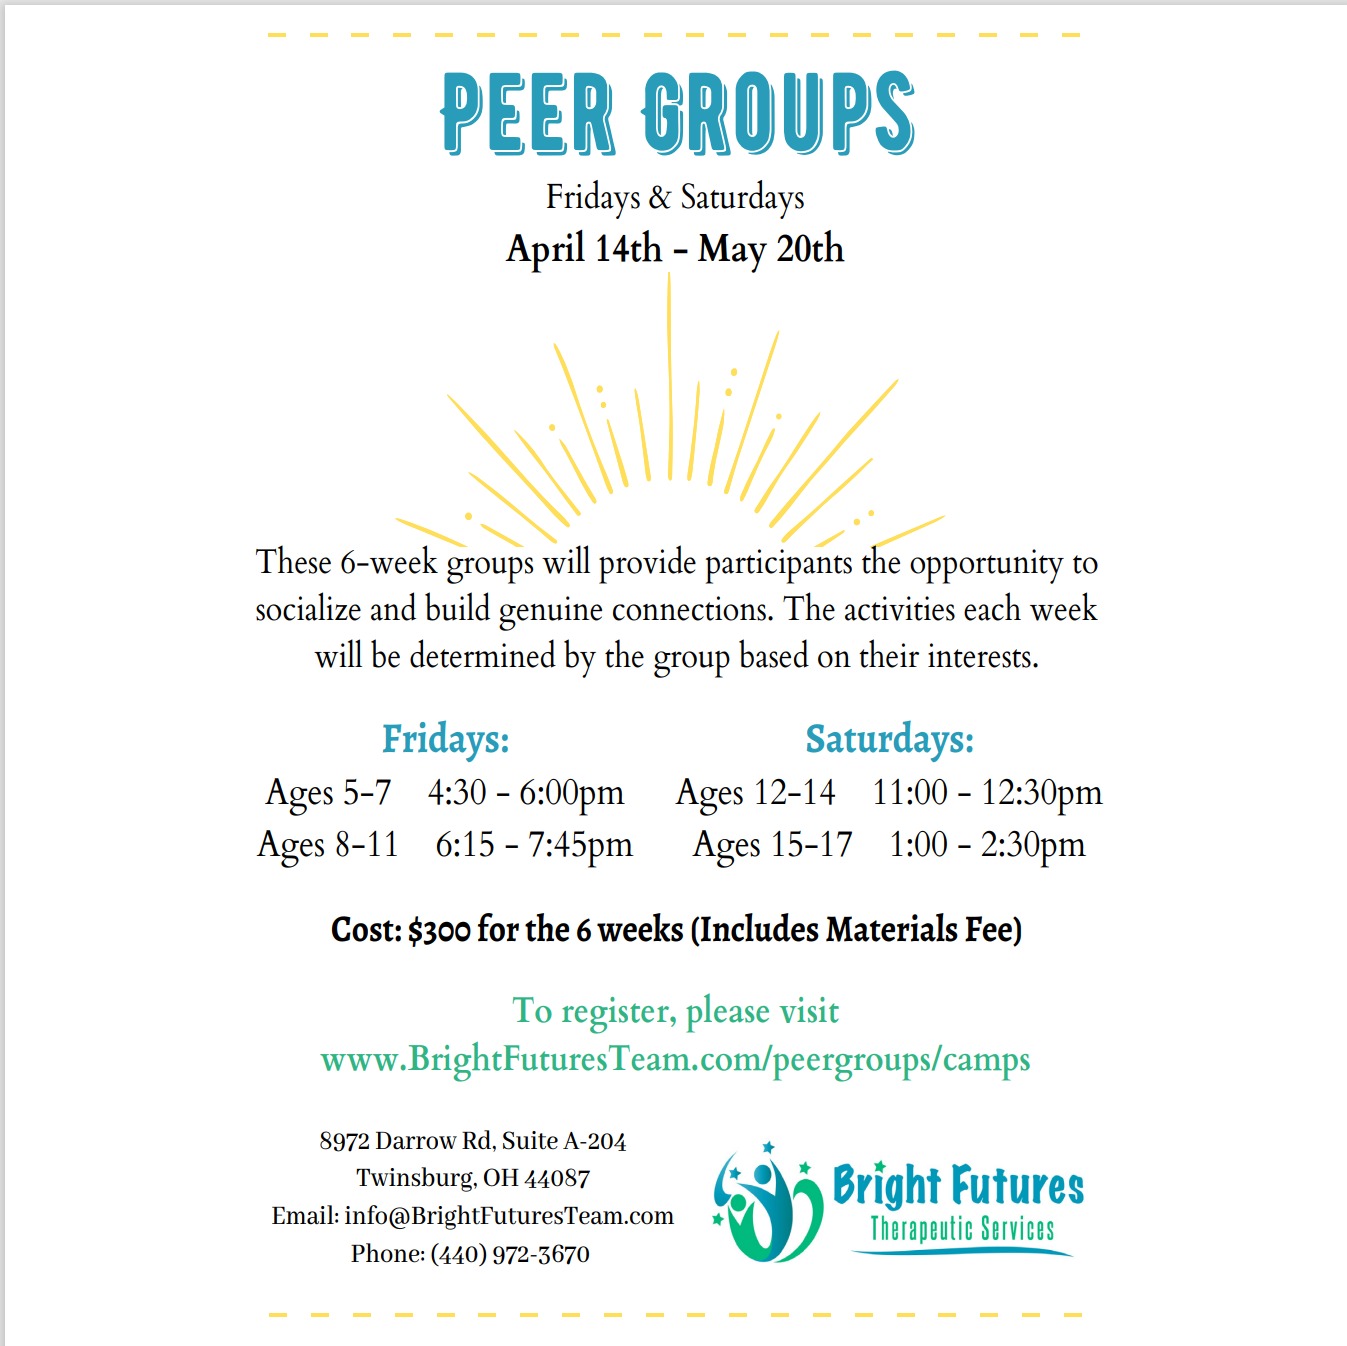 PEER GROUPS
Fridays & Saturdays
April 14th - May 20th
These 6-week groups will provide participants the opportunity to
socialize and build genuine connections. The activities each week
will be determined by the group based on their interests.
Fridays:
Ages 5-7 4:30 - 6:00pm
Ages 8-11 6:15 - 7:45pm
Saturdays:
Ages 12-14 11:00 - 12:30pm
Ages 15-17 1:00 - 2:30pm
Cost: $300 for the 6 weeks (Includes Materials Fee)
To register, please visit
www.BrightFuturesTeam.com/peergroups/camps
8972 Darrow Rd, Suite A-204
Twinsburg, OH 44087
Email: info@BrightFuturesTeam.com
Phone: (440) 972-3670
Bright Futures
Therapeutic Services